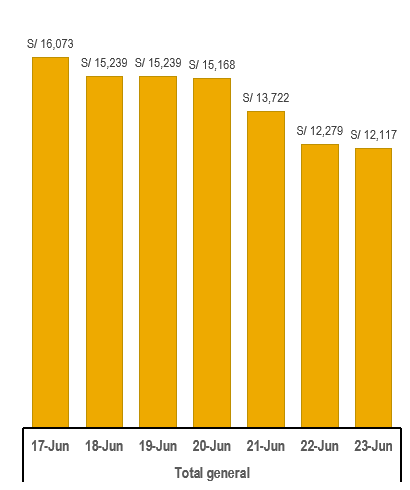 S/ 16,073
S/ 15,239
S/ 15,239
S/ 15,168
S/ 13,722
S/ 12,279
S/ 12,117
17-Jun 18-Jun 19-Jun 20-Jun 21-Jun 22-Jun 23-Jun
Total general